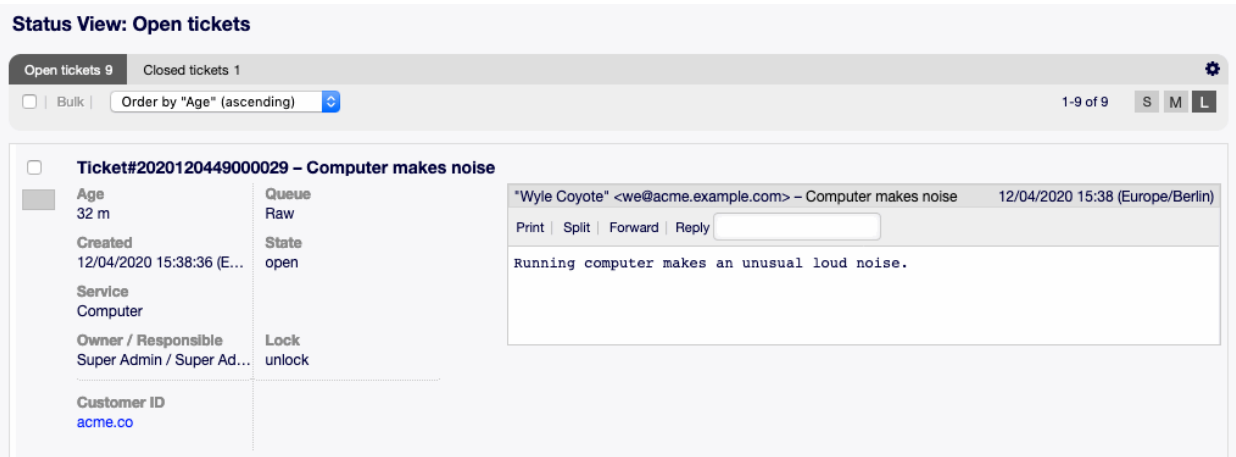 Status View: Open tickets
Open tickets 9 Closed tickets 1
| Bulk | Order by "Age" (ascending) 1-9 of 9 S M L
Ticket#2020120449000029 – Computer makes noise
Age Queue
32 m Raw
Created State
12/04/2020 15:38:36 (E... open
Service
Computer
Owner / Responsible Lock
Super Admin / Super Ad... unlock
Customer ID
acme.co
"Wyle Coyote" <we@acme.example.com> – Computer makes noise 12/04/2020 15:38 (Europe/Berlin)
Print | Split | Forward | Reply
Running computer makes an unusual loud noise.